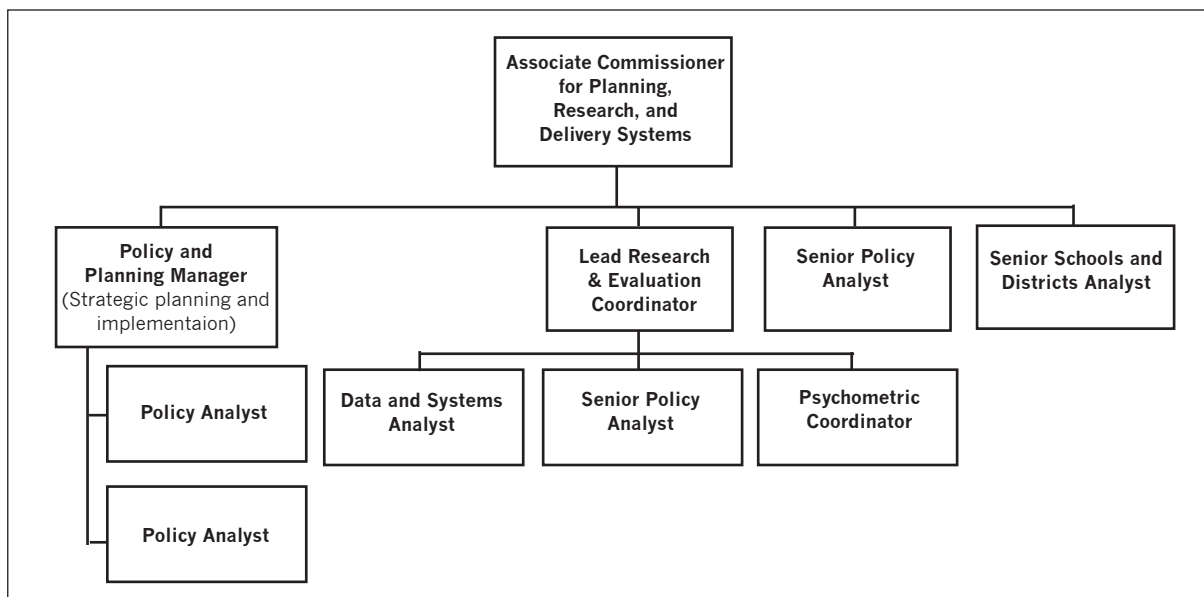 Associate Commissioner
for Planning,
Research, and
Delivery Systems
Policy and
Planning Manager
(Strategic planning and
implementaion)
Lead Research
& Evaluation
Coordinator
Senior Policy
Analyst
Senior Schools and
Districts Analyst
Policy Analyst
Policy Analyst
Data and Systems
Analyst
Senior Policy
Analyst
Psychometric
Coordinator